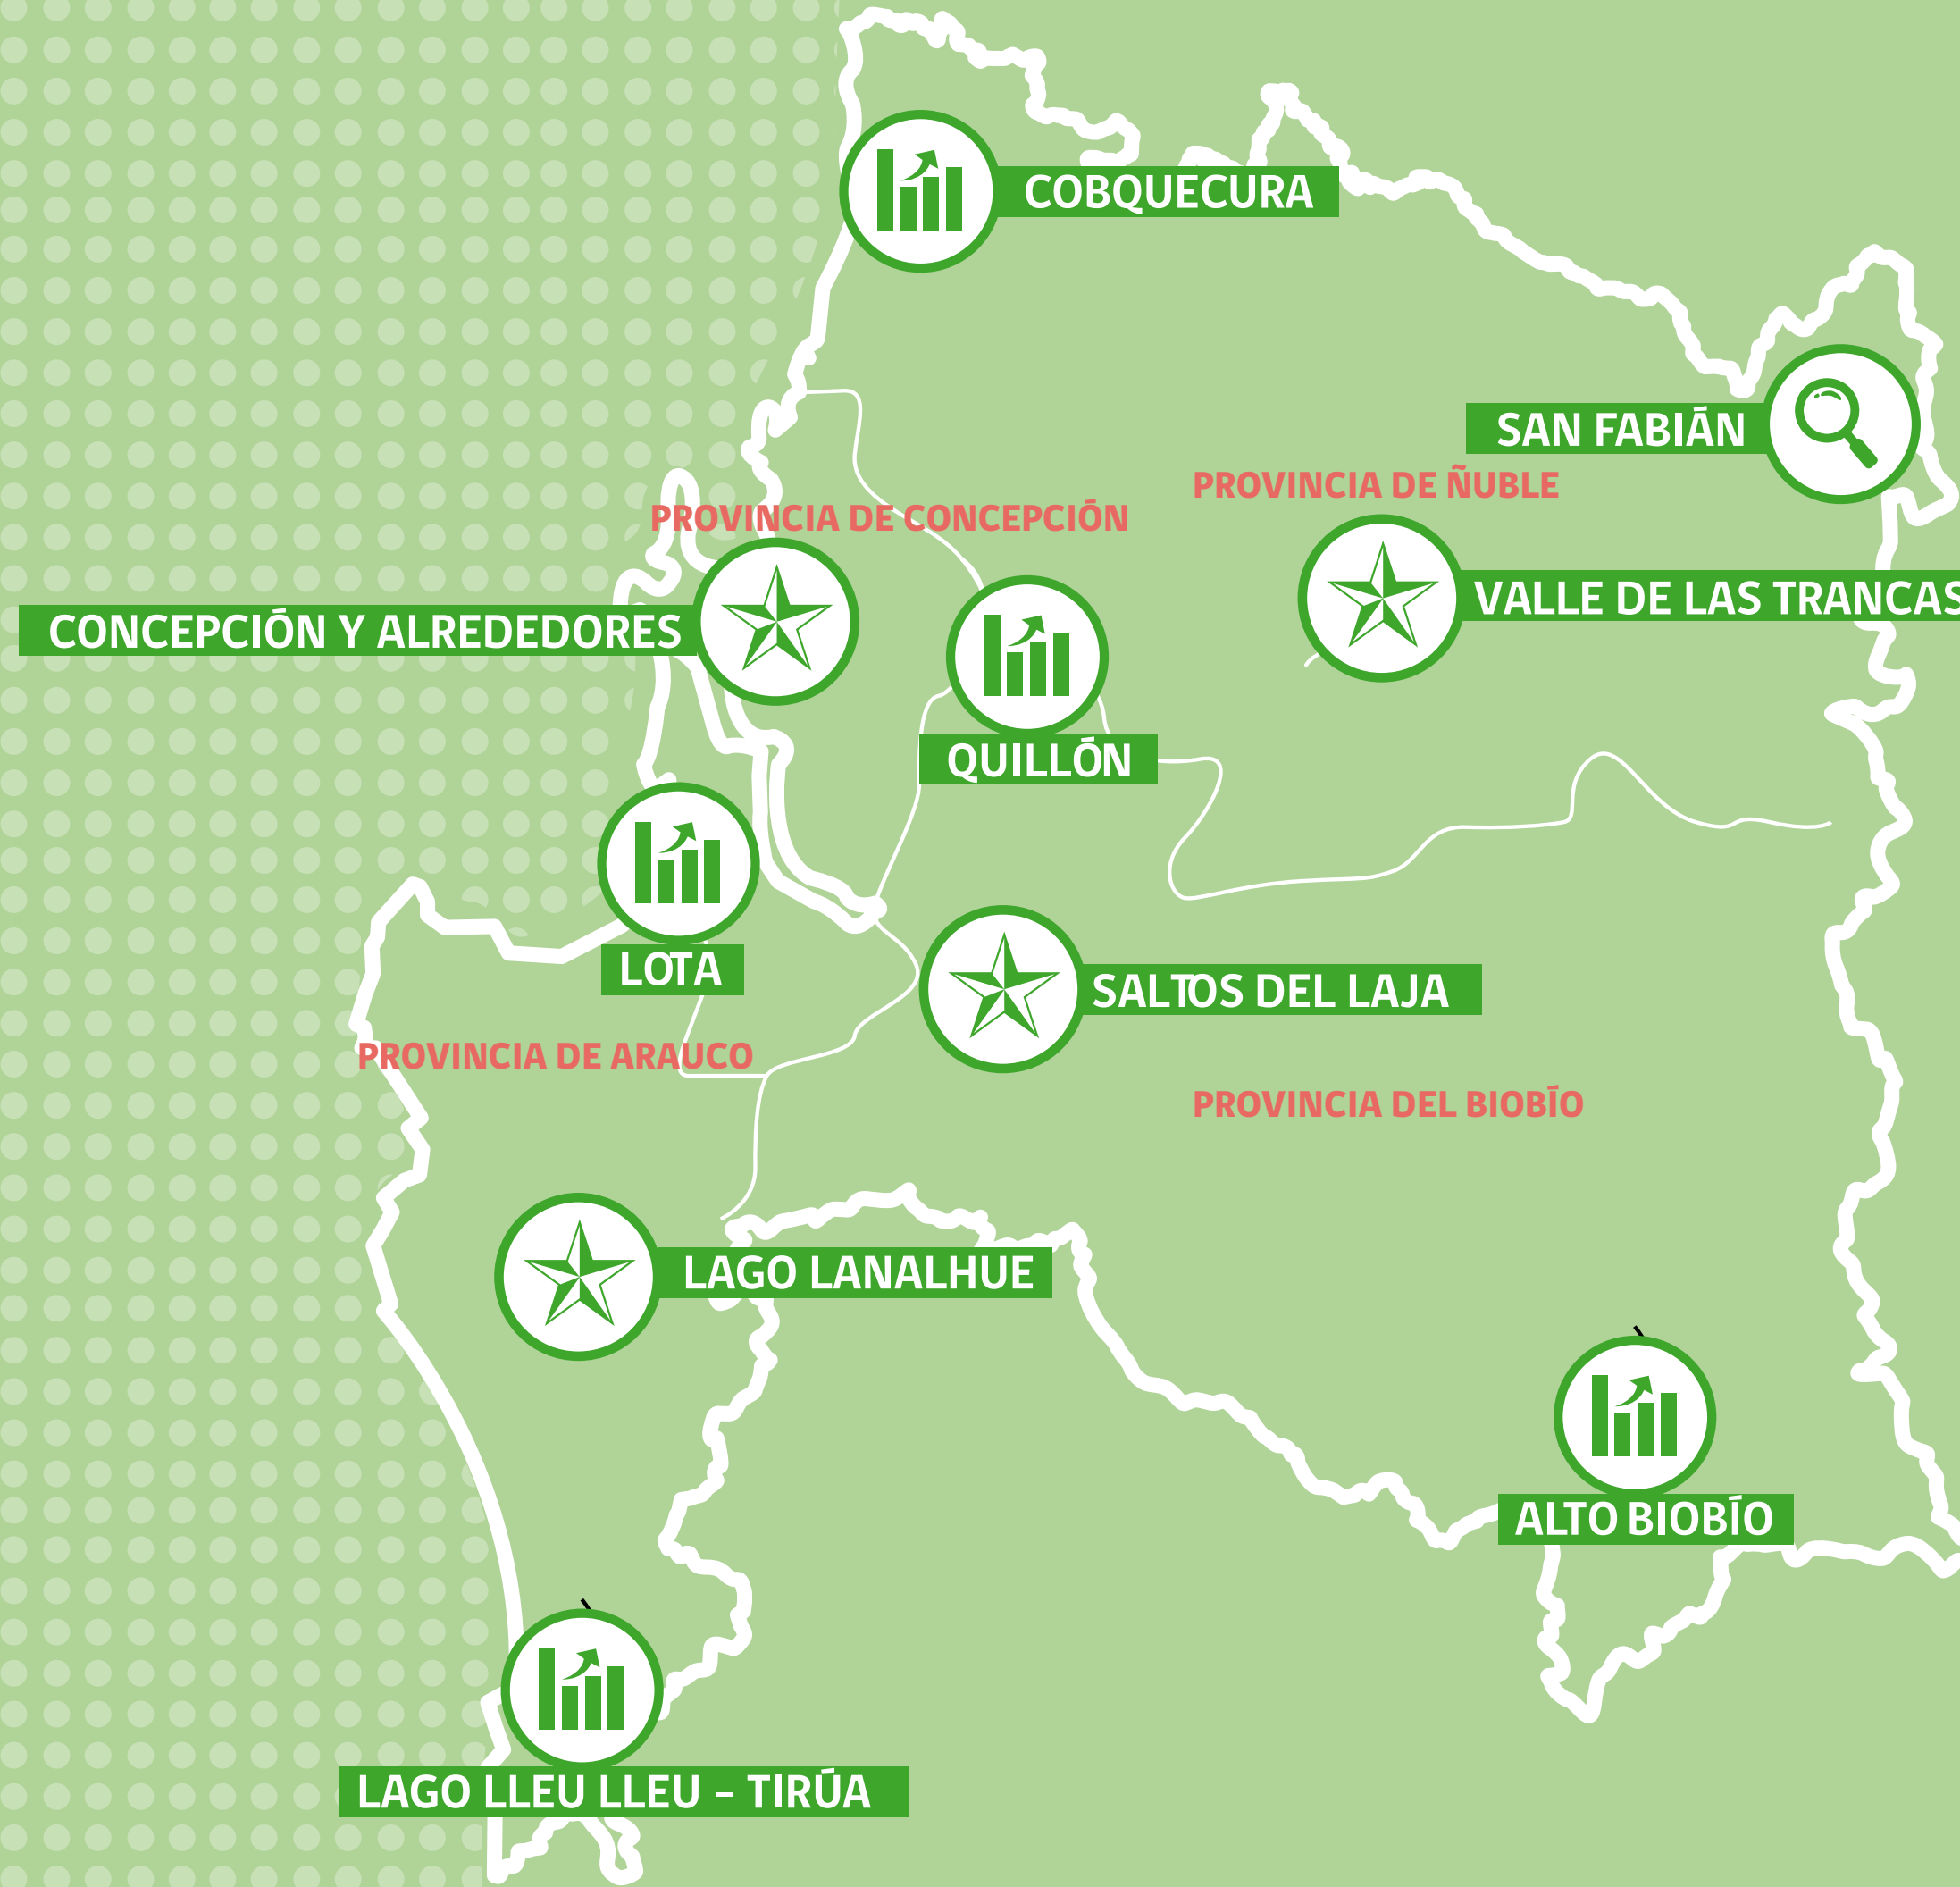 COBQUECURA
SAN FABIÁN
PROVINCIA DE ÑUBLE
PROVINCIA DE CONCEPCIÓN
VALLE DE LAS TRANCAS
CONCEPCIÓN Y ALREDEDORES
QUILLÓN
LOTA
SALTOS DEL LAJA
PROVINCIA DE ARAUCO
PROVINCIA DEL BIOBÍO
LAGO LANALHUE
ALTO BIOBÍO
LAGO LLEU LLEU – TIRÚA